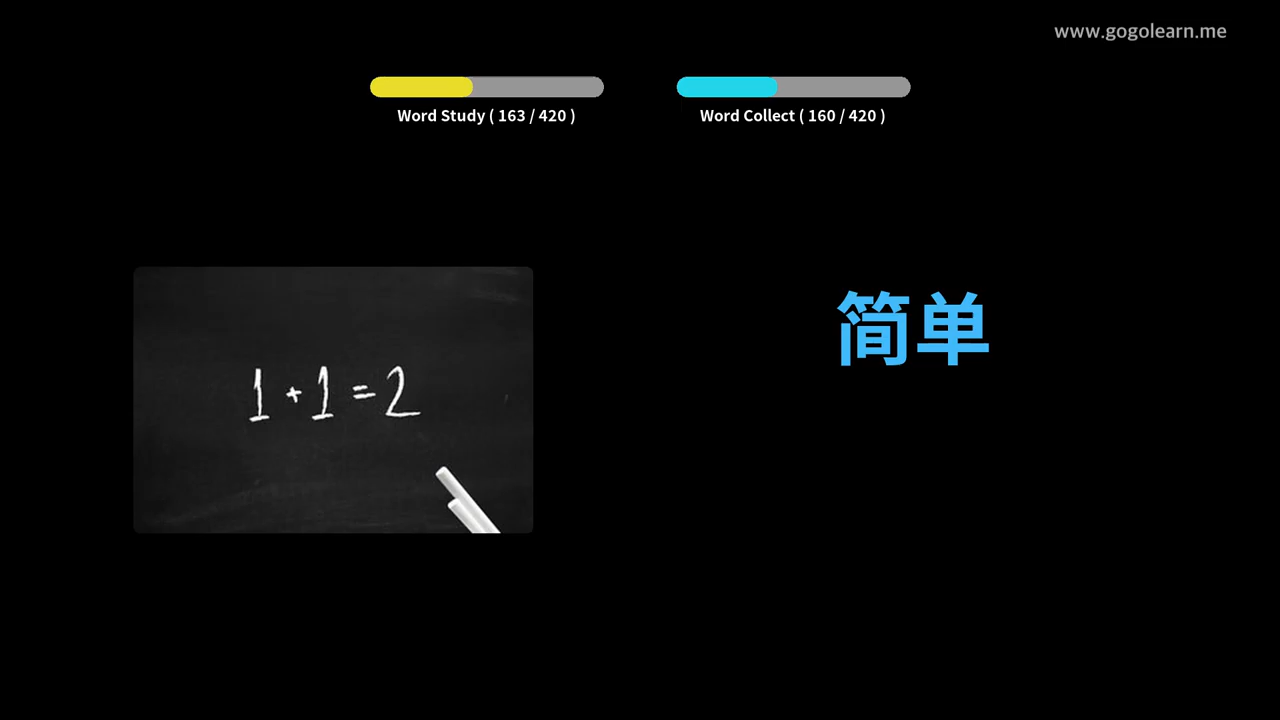 www.gogolearn.me
Word Study ( 163 / 420 )
Word Collect ( 160 / 420 )
简单
1 + 1 = 2